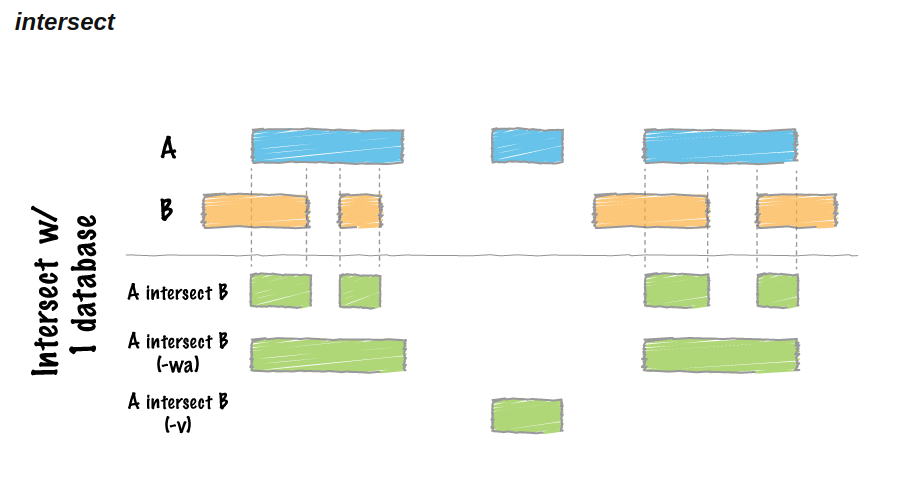 intersect
Intersect w/
1 database
A
B
A intersect B
A intersect B
(-wa)
A intersect B
(-v)